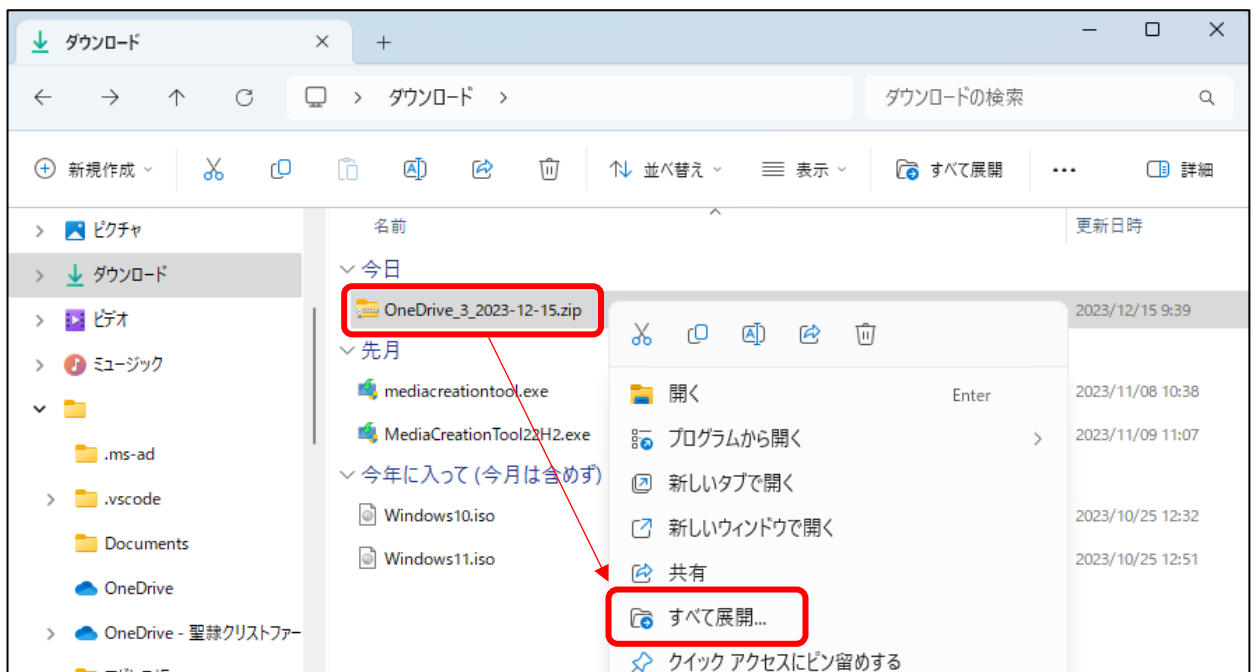 ダウンロード
ダウンロード
ダウンロードの検索
新規作成
並べ替え
表示
すべて展開
詳細
ピクチャ
ダウンロード
ビデオ
ミュージック
.ms-ad
.vscode
Documents
OneDrive
OneDrive - 聖隷クリストファー
名前
更新日時
今日
OneDrive_3_2023-12-15.zip
2023/12/15 9:39
先月
mediacreationtool.exe
2023/11/08 10:38
MediaCreationTool22H2.exe
2023/11/09 11:07
今年に入って (今月は含めず)
Windows10.iso
2023/10/25 12:32
Windows11.iso
2023/10/25 12:51
開く Enter
プログラムから開く
新しいタブで開く
新しいウィンドウで開く
共有
すべて展開...
クイック アクセスにピン留めする